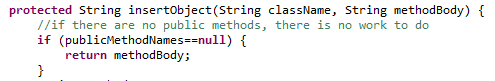 protected String insertObject(String className, String methodBody) {
//if there are no public methods, there is no work to do
if (publicMethodNames==null) {
return methodBody;
}